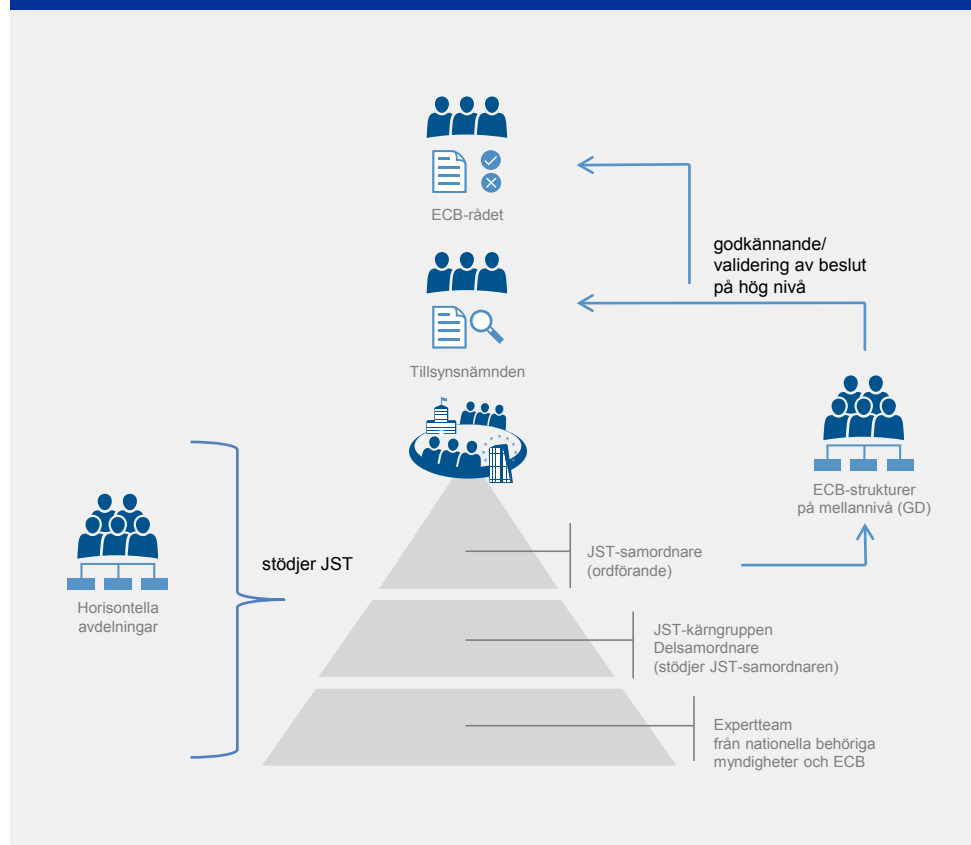 ECB-rådet
godkännande/
validering av beslut
på hög nivå
Tillsynsnämnden
ECB-strukturer
på mellannivå (GD)
stödjer JST
JST-samordnare
(ordförande)
Horisontella
avdelningar
JST-kärngruppen
Delsamordnare
(stödjer JST-samordnaren)
Expertteam
från nationella behöriga
myndigheter och ECB